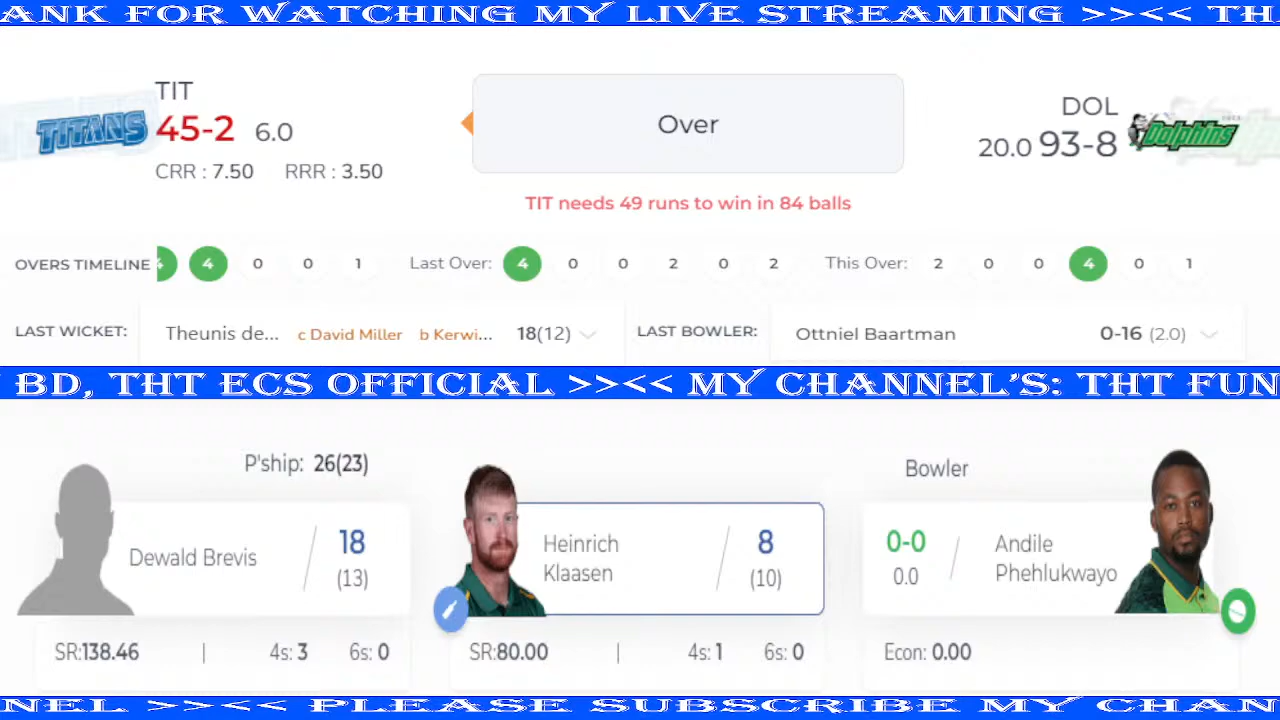 ANK FOR WATCHING MY LIVE STREAMING >><< TH
TIT
45-2 6.0
CRR : 7.50 RRR : 3.50
TITANS
Over
DOL
20.0 93-8
Dolphins
TIT needs 49 runs to win in 84 balls
OVERS TIMELINE 4 4 0 0 1 Last Over: 4 0 0 2 0 2 This Over: 2 0 0 4 0 1
LAST WICKET: Theunis de... c David Miller b Kerwi... 18(12) LAST BOWLER: Ottniel Baartman 0-16 (2.0)
BD, THT ECS OFFICIAL >><< MY CHANNEL'S: THT FUN
P'ship: 26(23)
Dewald Brevis 18
(13)
SR:138.46 | 4s: 3 6s: 0
Heinrich
Klaasen
8
(10)
SR:80.00 | 4s: 1 6s: 0
Bowler
0-0
0.0
Andile
Phehlukwayo
Econ: 0.00
NEL >><< PLEASE SUBSCRIBE MY CHAN